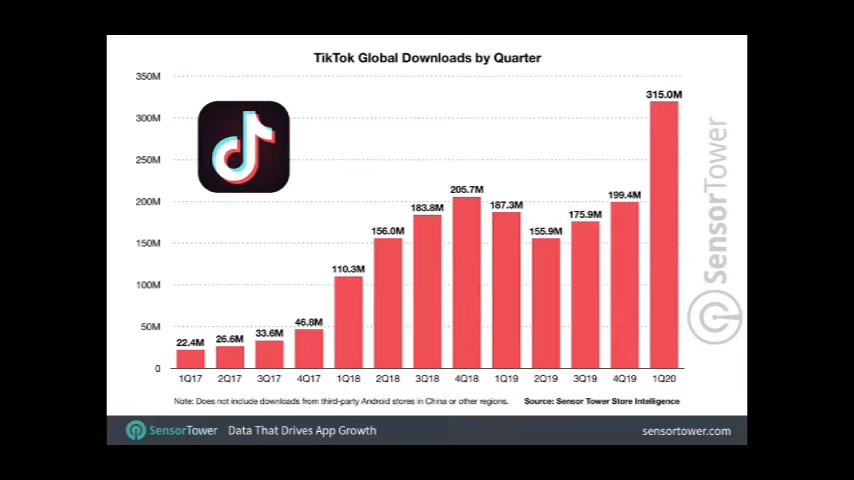 TikTok Global Downloads by Quarter
350M
300M
250M
200M
150M
100M
50M
0
22.4M
26.6M
33.6M
46.8M
110.3M
156.0M
183.8M
205.7M
187.3M
155.9M
175.9M
199.4M
315.0M
1Q17 2Q17 3Q17 4Q17 1Q18 2Q18 3Q18 4Q18 1Q19 2Q19 3Q19 4Q19 1Q20
SensorTower
Note: Does not include downloads from third-party Android stores in China or other regions. Source: Sensor Tower Store Intelligence
SensorTower Data That Drives App Growth sensortower.com